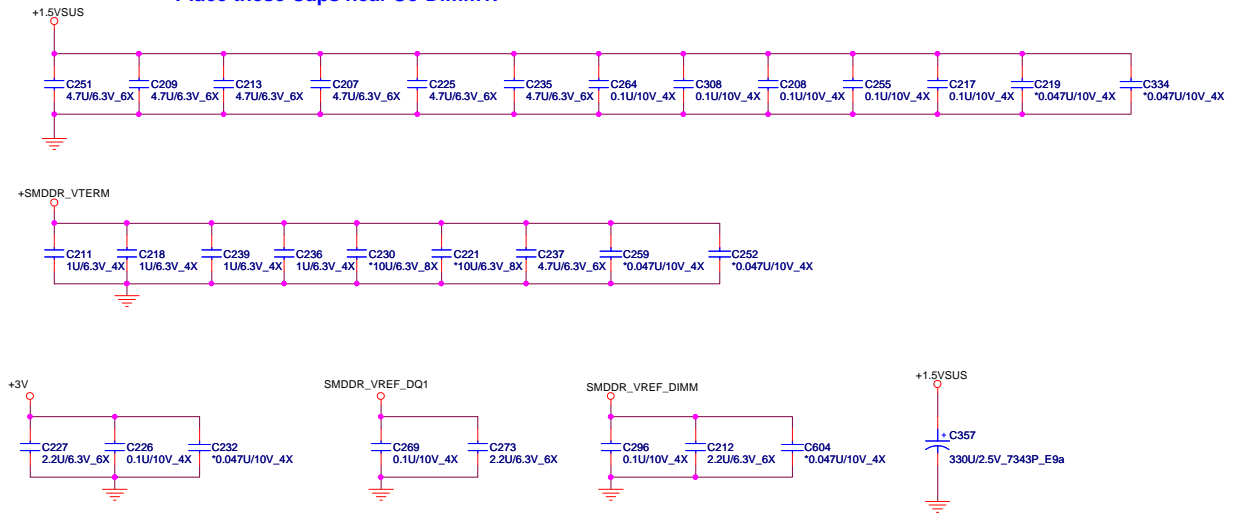 +1.5VSUS
C251 C209 C213 C207 C225 C235 C264 C308 C208 C255 C217 C219 C334
4.7U/6.3V_6X 4.7U/6.3V_6X 4.7U/6.3V_6X 4.7U/6.3V_6X 4.7U/6.3V_6X 4.7U/6.3V_6X 0.1U/10V_4X 0.1U/10V_4X 0.1U/10V_4X 0.1U/10V_4X 0.1U/10V_4X *0.047U/10V_4X *0.047U/10V_4X
+SMDDR_VTERM
C211 C218 C239 C236 C230 C221 C237 C259 C252
1U/6.3V_4X 1U/6.3V_4X 1U/6.3V_4X 1U/6.3V_4X *10U/6.3V_8X *10U/6.3V_8X 4.7U/6.3V_6X *0.047U/10V_4X *0.047U/10V_4X
+3V SMDDR_VREF_DQ1 SMDDR_VREF_DIMM +1.5VSUS
C227 C226 C232 C269 C273 C296 C212 C604 + C357
2.2U/6.3V_6X 0.1U/10V_4X *0.047U/10V_4X 0.1U/10V_4X 2.2U/6.3V_6X 0.1U/10V_4X 2.2U/6.3V_6X *0.047U/10V_4X 330U/2.5V_7343P_E9a